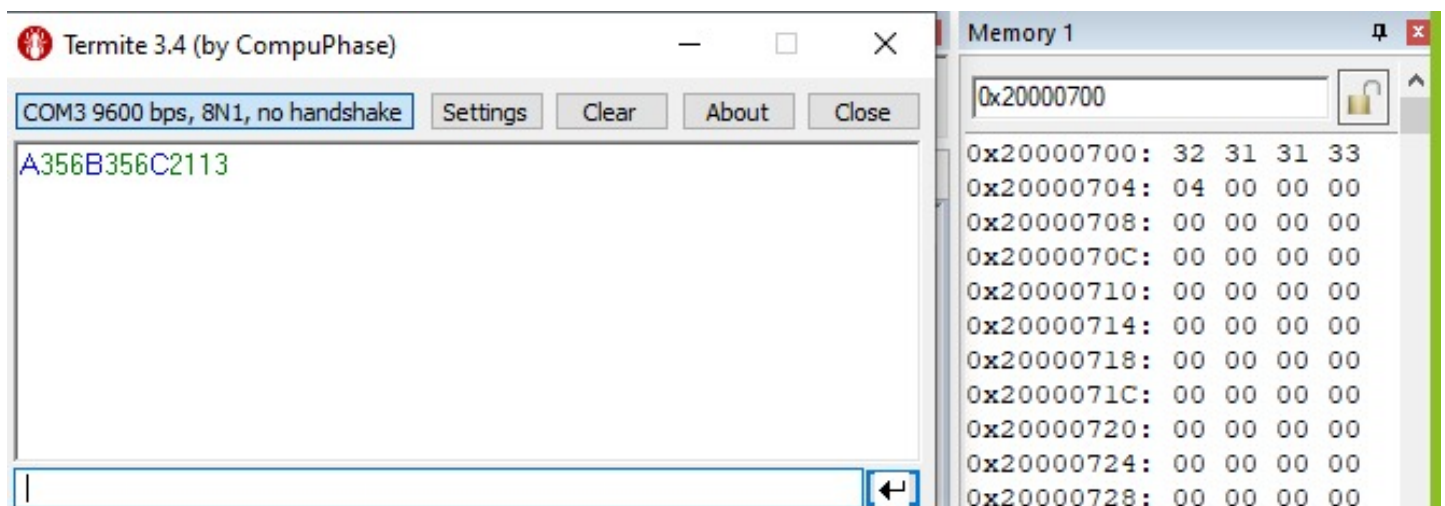 Termite 3.4 (by CompuPhase)
COM3 9600 bps, 8N1, no handshake Settings Clear About Close
A356B356C2113
Memory 1
0x20000700
0x20000700: 32 31 31 33
0x20000704: 04 00 00 00
0x20000708: 00 00 00 00
0x2000070C: 00 00 00 00
0x20000710: 00 00 00 00
0x20000714: 00 00 00 00
0x20000718: 00 00 00 00
0x2000071C: 00 00 00 00
0x20000720: 00 00 00 00
0x20000724: 00 00 00 00
0x20000728: 00 00 00 00